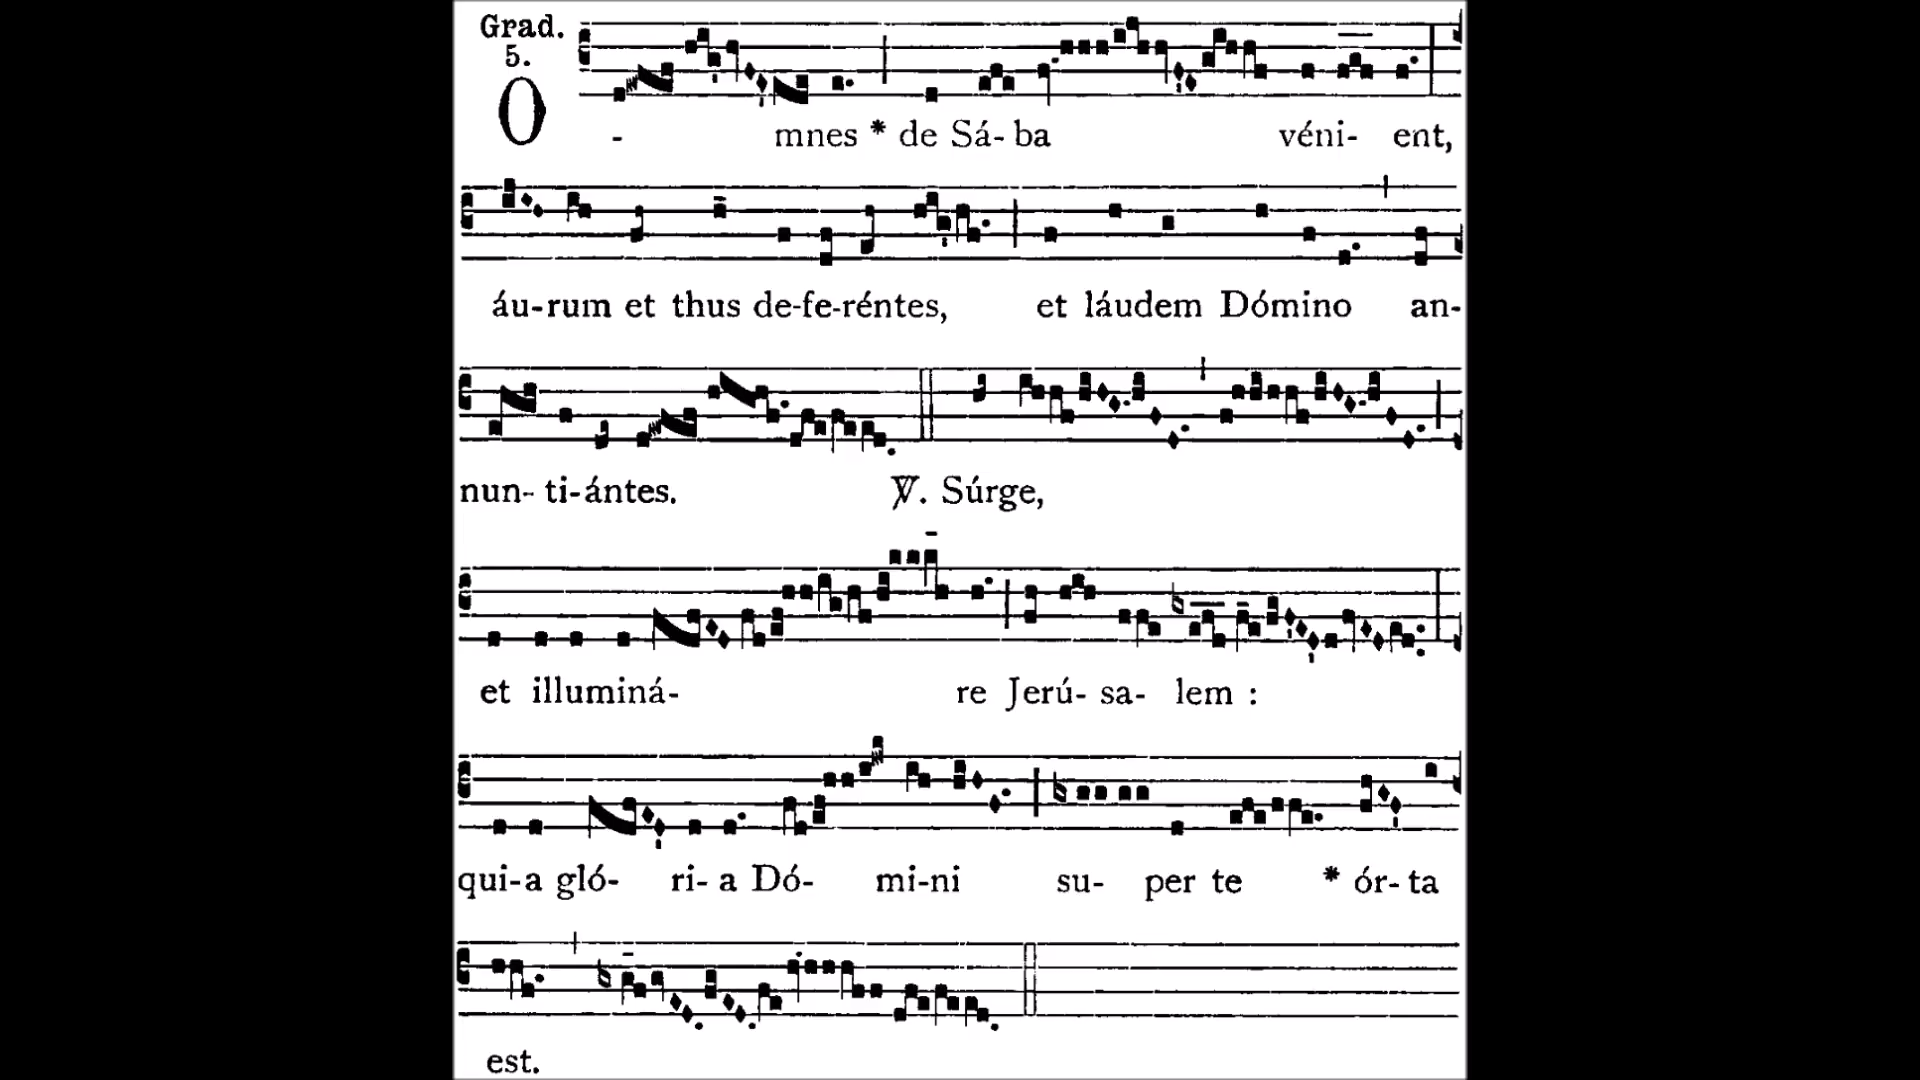 Grad.
5.
O - mnes * de Sá- ba véni- ent,
áu-rum et thus de-fe-réntes, et láudem Dómino an-
nun- ti-ántes. ℣. Súrge,
et illuminá- re Jerú- sa- lem :
qui-a gló- ri- a Dó- mi-ni su- per te * ór-ta
est.